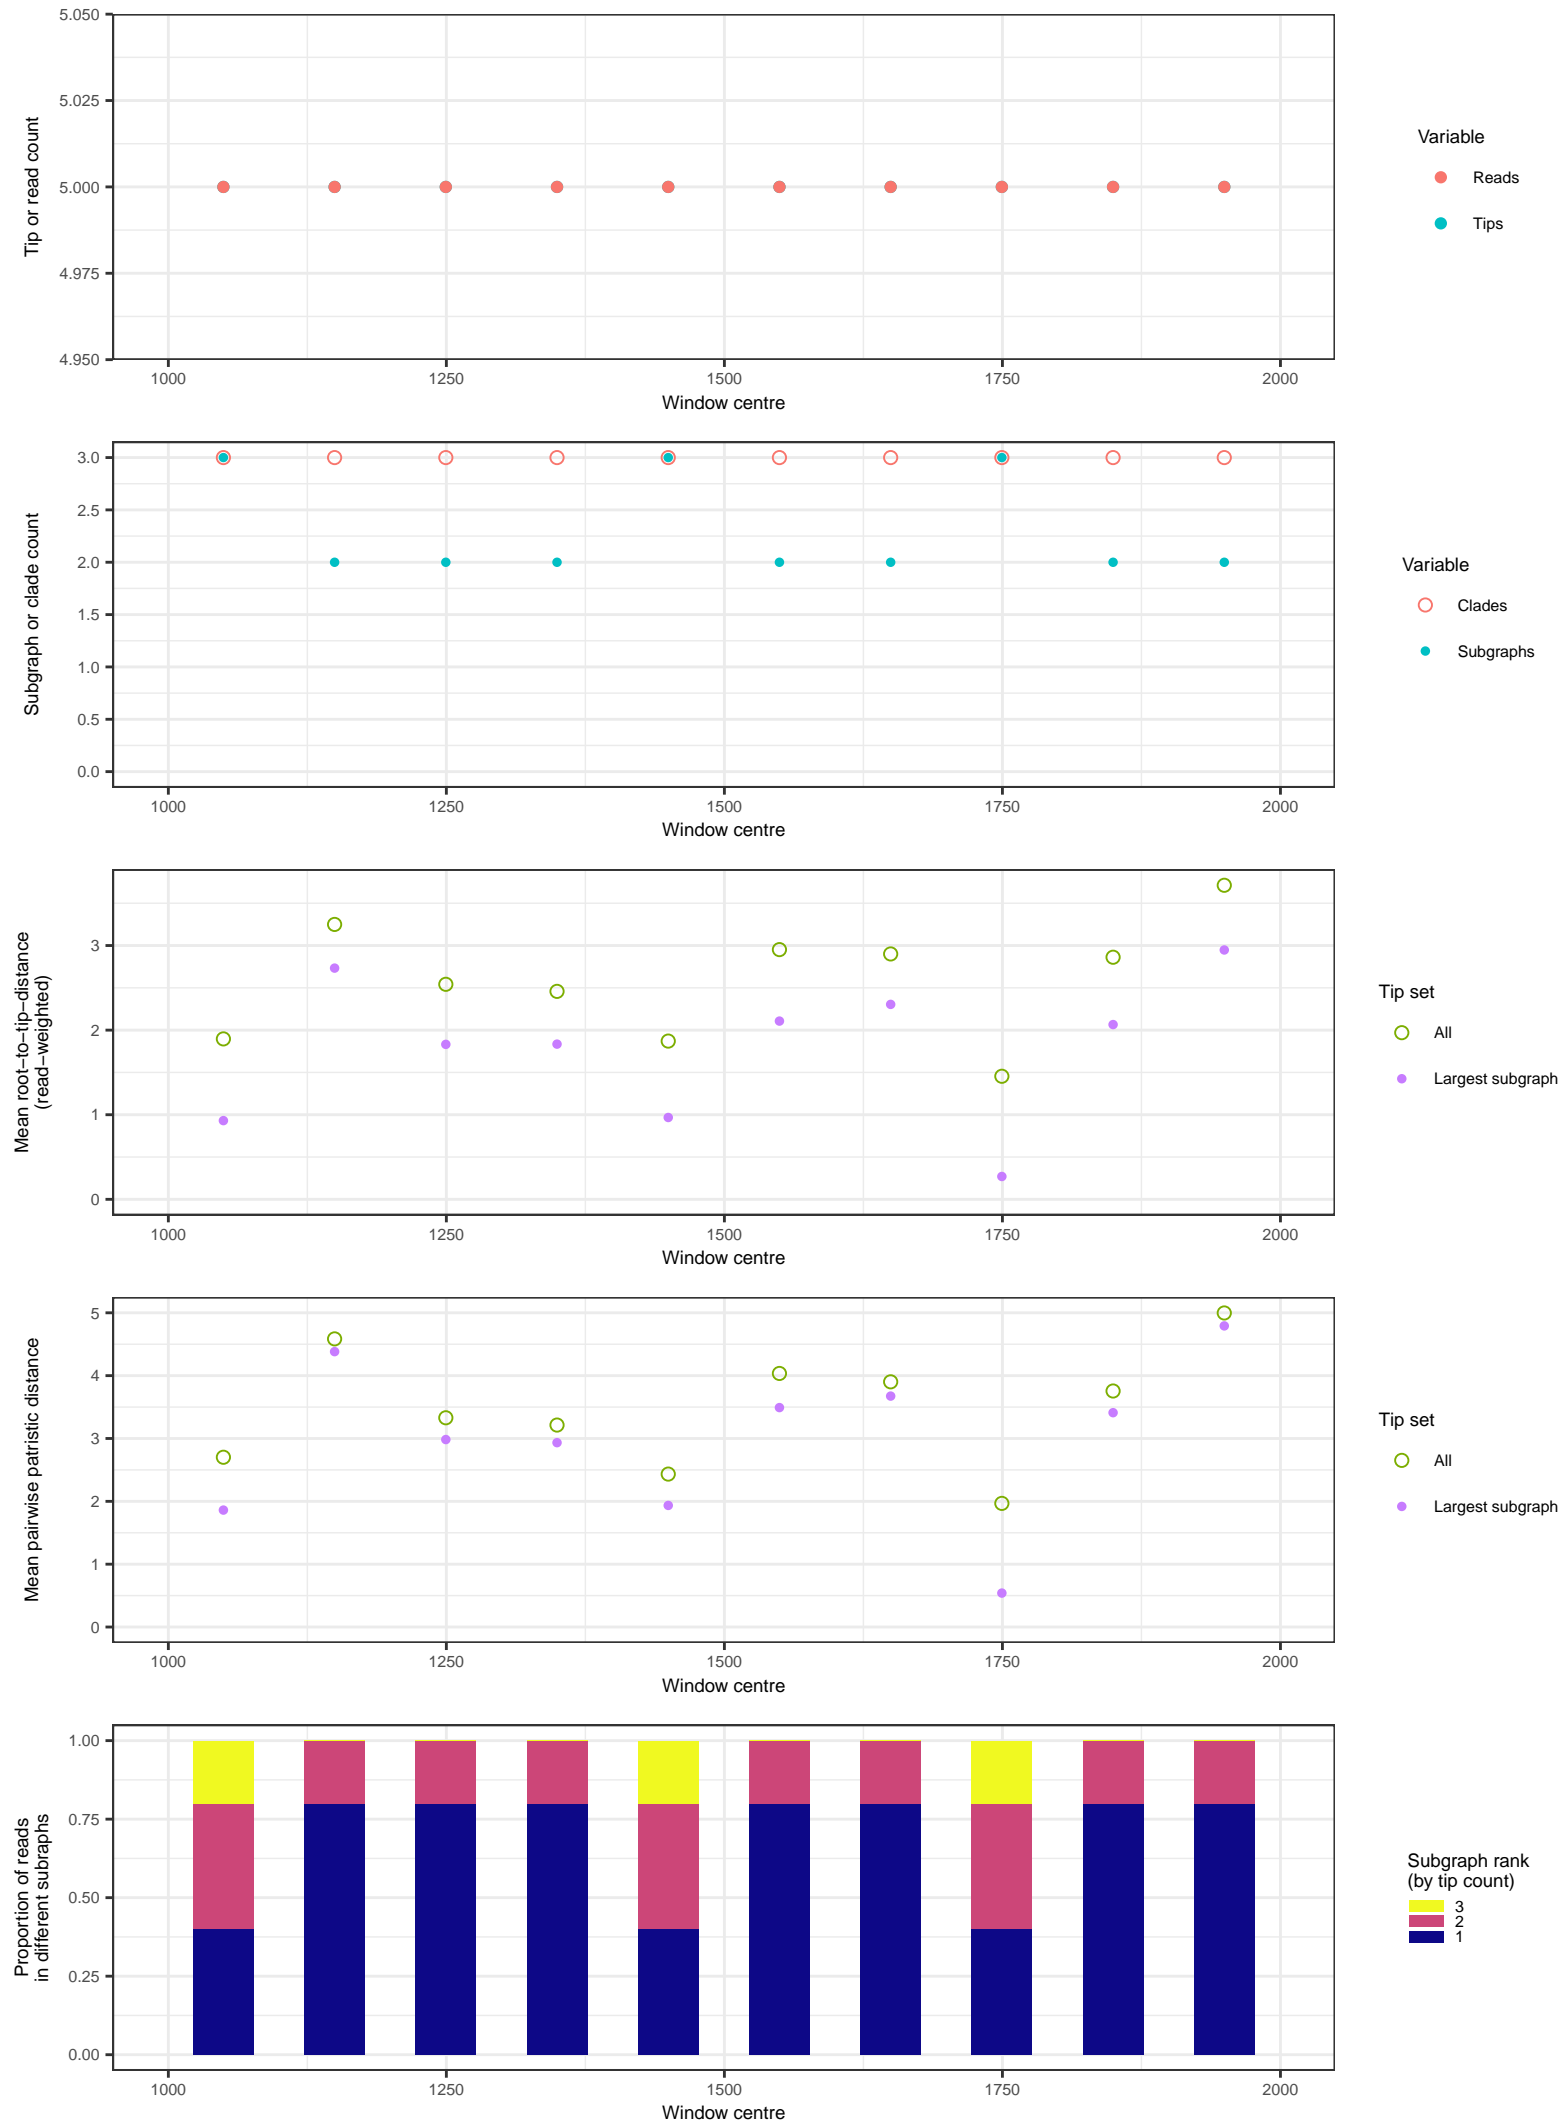 5.050
5.025
5.000
4.975
4.950
Tip or read count
1000 1250 1500 1750 2000
Window centre
Variable
Reads
Tips
3.0
2.5
2.0
1.5
1.0
0.5
0.0
Subgraph or clade count
1000 1250 1500 1750 2000
Window centre
Variable
Clades
Subgraphs
3
2
1
0
Mean root−to−tip−distance
(read−weighted)
1000 1250 1500 1750 2000
Window centre
Tip set
All
Largest subgraph
5
4
3
2
1
0
Mean pairwise patristic distance
1000 1250 1500 1750 2000
Window centre
Tip set
All
Largest subgraph
1.00
0.75
0.50
0.25
0.00
Proportion of reads
in different subraphs
1000 1250 1500 1750 2000
Window centre
Subgraph rank
(by tip count)
3
2
1